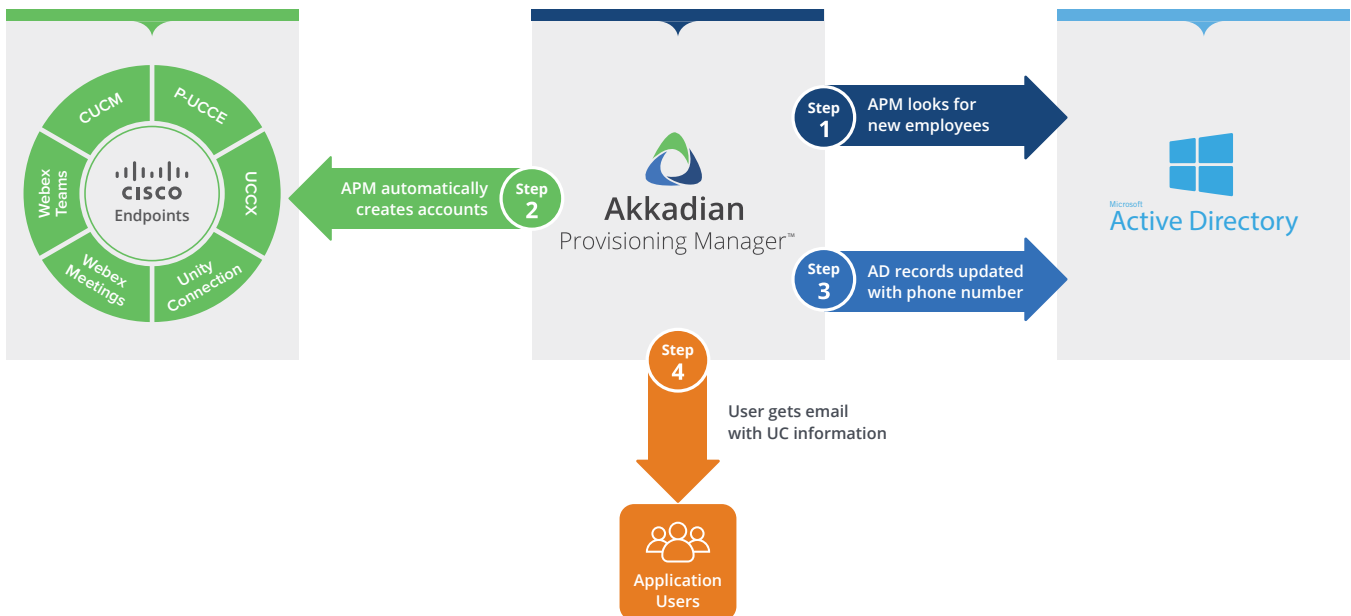 CUCM
P-UCCE
UCCX
Unity
Connection
Webex
Meetings
Webex
Teams
CISCO
Endpoints
APM automatically
creates accounts
Step
2
Akkadian
Provisioning Manager™
Step
1
APM looks for
new employees
Step
3
AD records updated
with phone number
Microsoft
Active Directory
Step
4
User gets email
with UC information
Application
Users